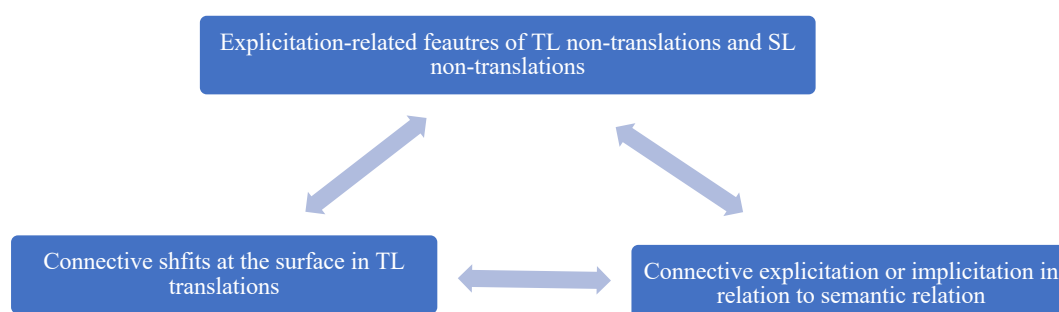 Explicitation-related feautres of TL non-translations and SL
non-translations
Connective shfits at the surface in TL
translations
Connective explicitation or implicitation in
relation to semantic relation